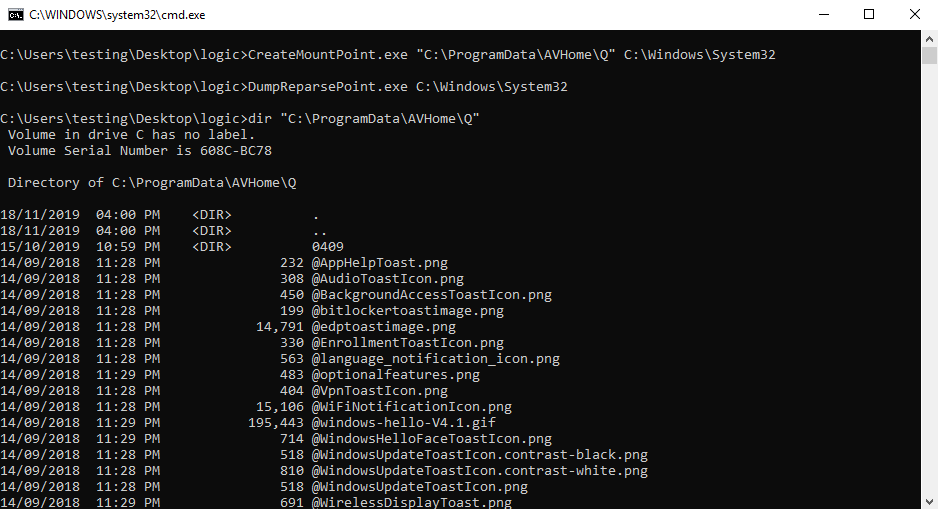 C:\WINDOWS\system32\cmd.exe
C:\Users\testing\Desktop\logic>CreateMountPoint.exe "C:\ProgramData\AVHome\Q" C:\Windows\System32
C:\Users\testing\Desktop\logic>DumpReparsePoint.exe C:\Windows\System32
C:\Users\testing\Desktop\logic>dir "C:\ProgramData\AVHome\Q"
Volume in drive C has no label.
Volume Serial Number is 608C-BC78
Directory of C:\ProgramData\AVHome\Q
18/11/2019  04:00 PM    <DIR>          .
18/11/2019  04:00 PM    <DIR>          ..
15/10/2019  10:59 PM    <DIR>          0409
14/09/2018  11:28 PM               232 @AppHelpToast.png
14/09/2018  11:28 PM               308 @AudioToastIcon.png
14/09/2018  11:28 PM               450 @BackgroundAccessToastIcon.png
14/09/2018  11:28 PM               199 @bitlockertoastimage.png
14/09/2018  11:28 PM            14,791 @edptoastimage.png
14/09/2018  11:28 PM               330 @EnrollmentToastIcon.png
14/09/2018  11:28 PM               563 @language_notification_icon.png
14/09/2018  11:29 PM               483 @optionalfeatures.png
14/09/2018  11:28 PM               404 @VpnToastIcon.png
14/09/2018  11:28 PM            15,106 @WiFiNotificationIcon.png
14/09/2018  11:29 PM           195,443 @windows-hello-V4.1.gif
14/09/2018  11:29 PM               714 @WindowsHelloFaceToastIcon.png
14/09/2018  11:28 PM               518 @WindowsUpdateToastIcon.contrast-black.png
14/09/2018  11:28 PM               810 @WindowsUpdateToastIcon.contrast-white.png
14/09/2018  11:28 PM               518 @WindowsUpdateToastIcon.png
14/09/2018  11:29 PM               691 @WirelessDisplayToast.png